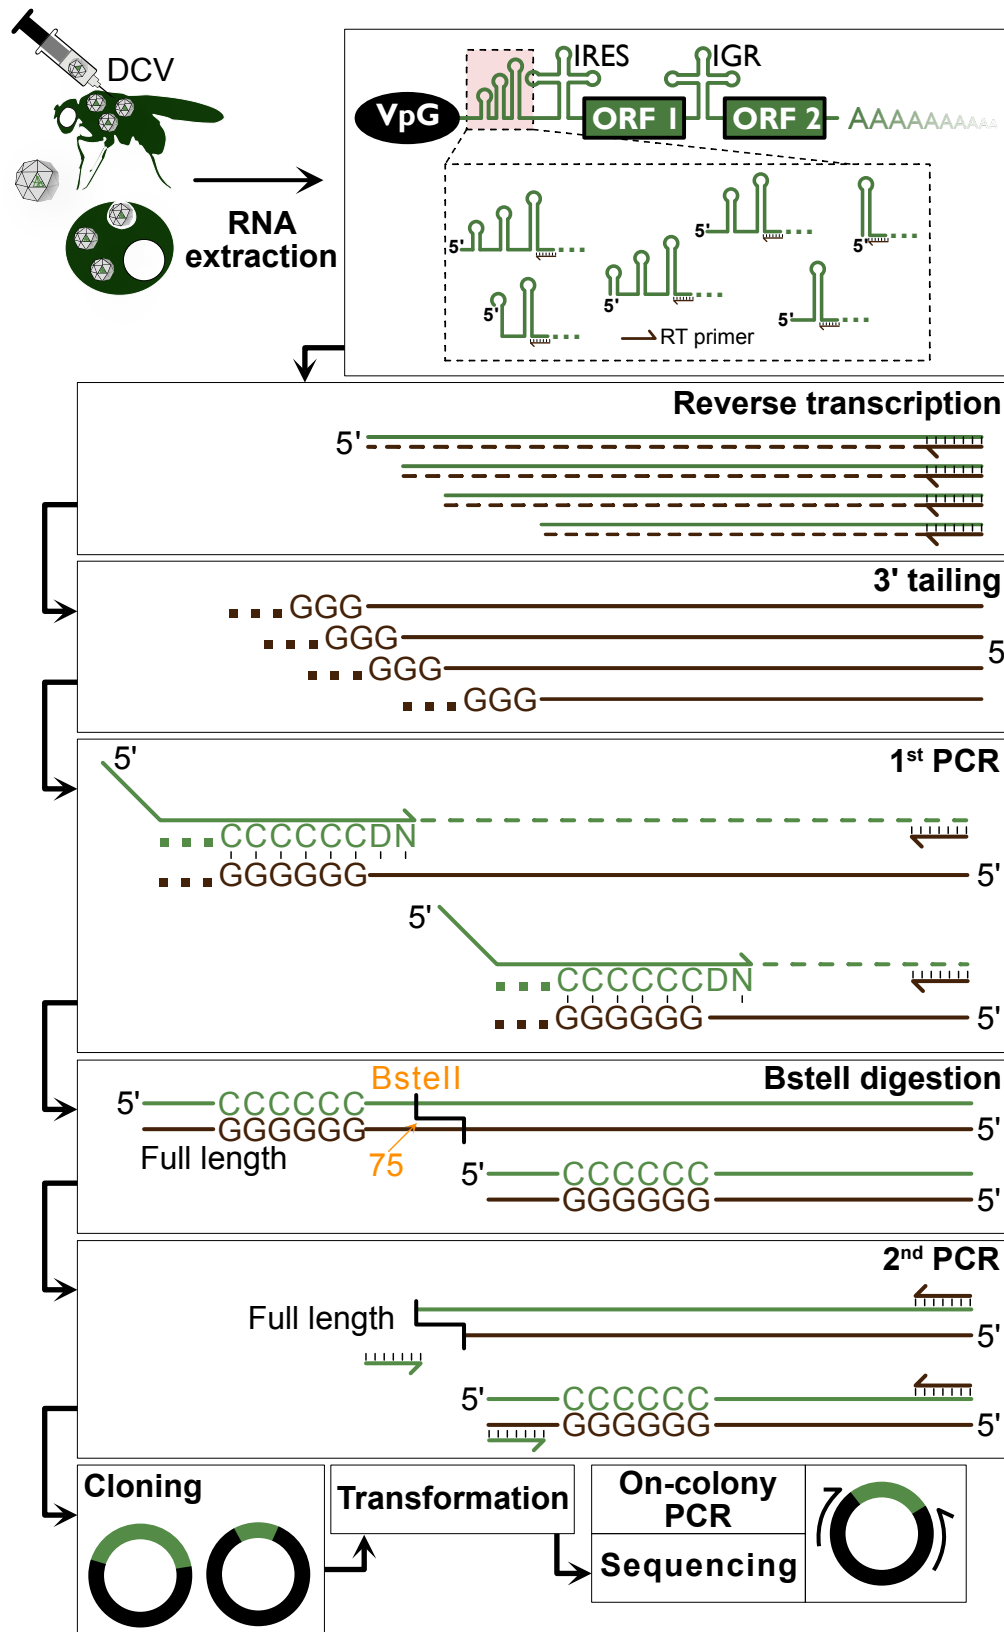 DCV
RNA
extraction
IRES
IGR
VpG
ORF 1
ORF 2
AAAAAAAAAA
5'
5'
5'
5'
5'
5'
RT primer
Reverse transcription
5'
3' tailing
GGG
GGG
GGG
GGG
5'
1st PCR
5'
CCCCCCDN
GGGGGG
5'
5'
CCCCCCDN
GGGGGG
5'
BsteII
BsteII digestion
5'
CCCCCC
GGGGGG
5'
Full length
75
5'
CCCCCC
GGGGGG
5'
2nd PCR
Full length
5'
5'
CCCCCC
GGGGGG
5'
Cloning
Transformation
On-colony
PCR
Sequencing